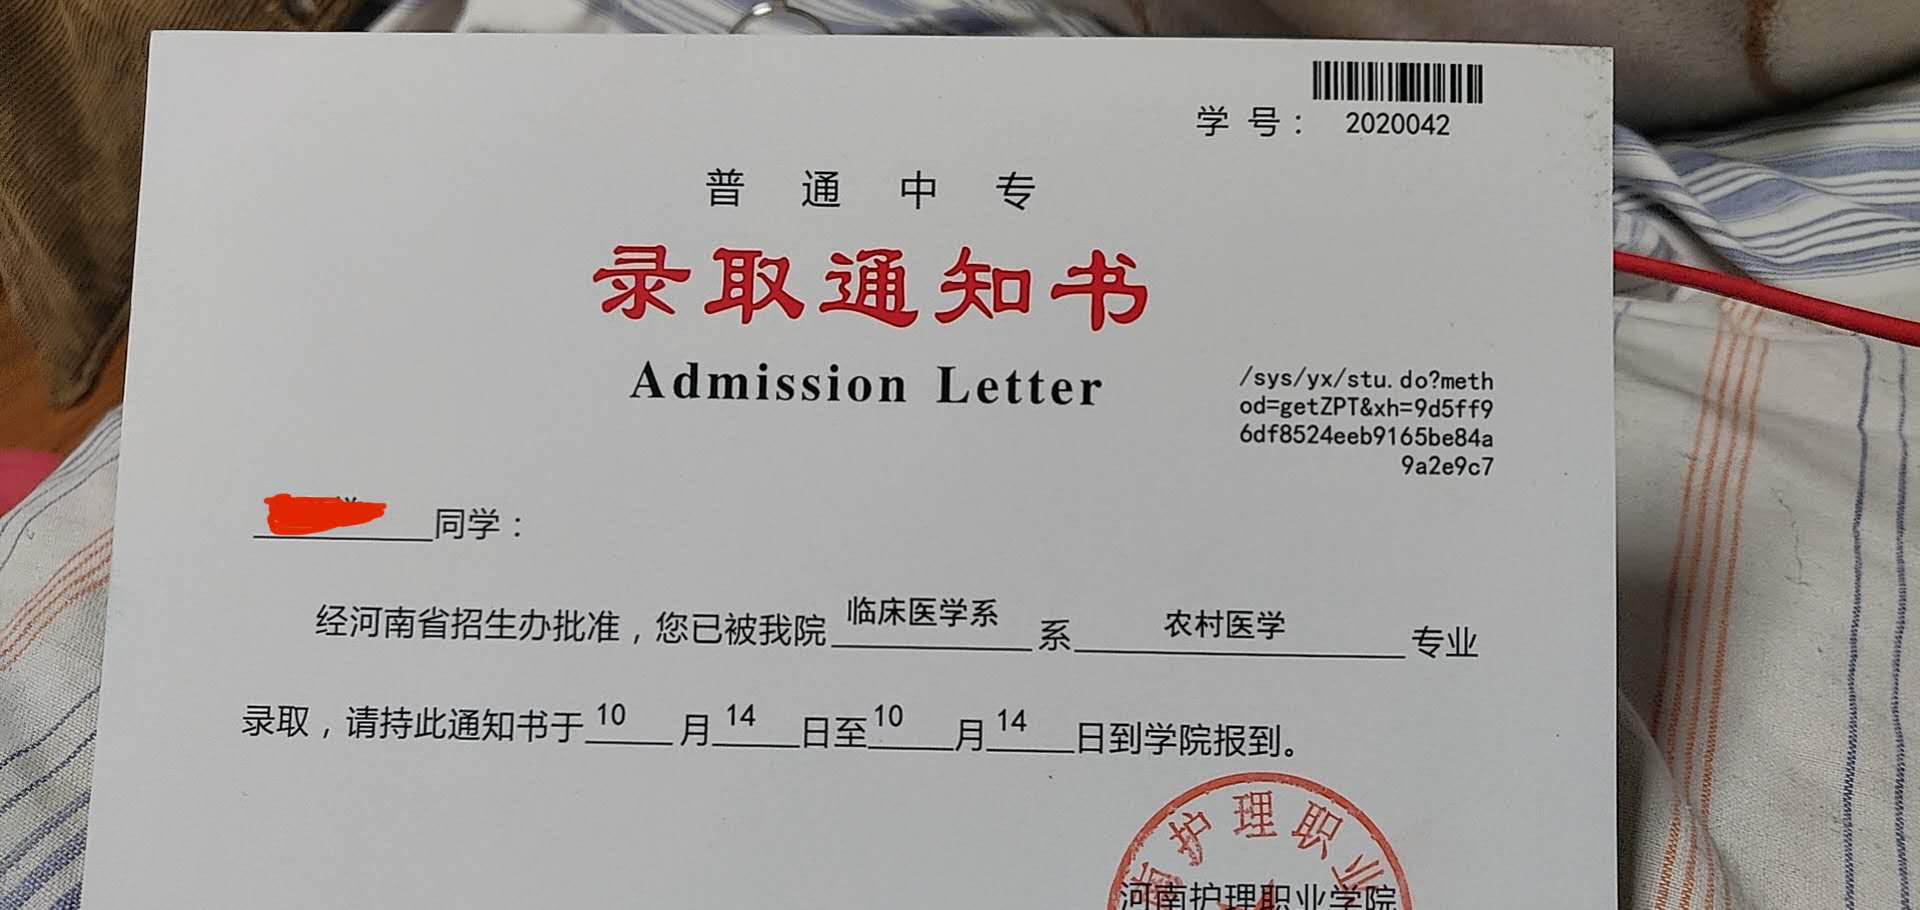 学 号： 2020042
普 通 中 专
录取通知书
Admission Letter
/sys/yx/stu.do?meth
od=getZPT&xh=9d5ff9
6df8524eeb9165be84a
9a2e9c7
同学：
经河南省招生办批准，您已被我院 临床医学系 系 农村医学 专业
录取，请持此通知书于 10 月 14 日至 10 月 14 日到学院报到。
南护理职业
河南护理职业学院